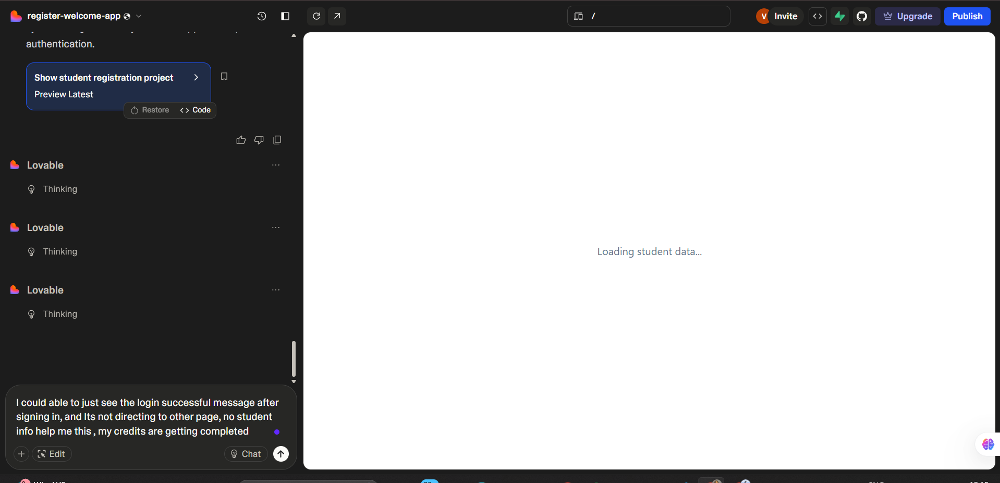 register-welcome-app
/
V
Invite
Upgrade
Publish
authentication.
Show student registration project
Preview Latest
Restore
Code
Lovable
Thinking
Lovable
Thinking
Lovable
Thinking
Loading student data...
I could able to just see the login successful message after
signing in, and Its not directing to other page, no student
info help me this , my credits are getting completed
Edit
Chat